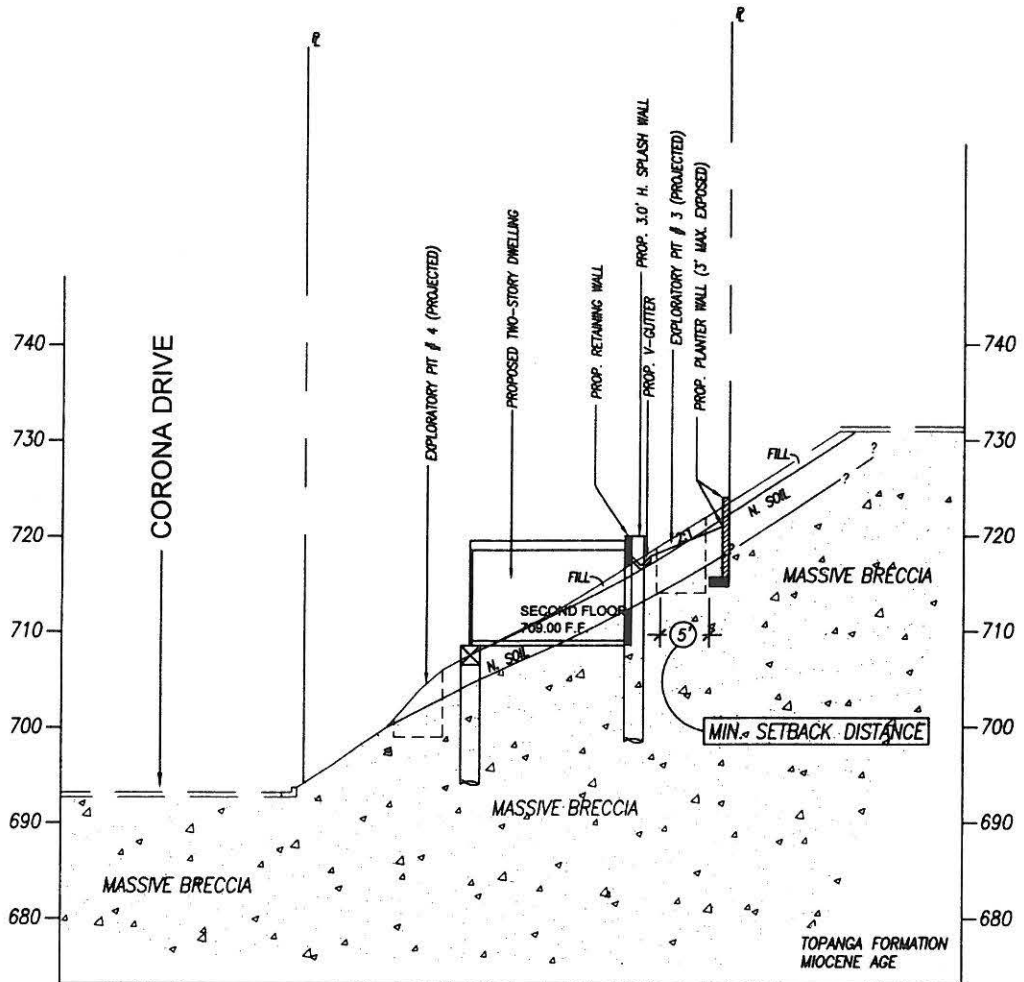 ℄
℄
EXPLORATORY PIT # 4 (PROJECTED)
PROPOSED TWO-STORY DWELLING
PROP. RETAINING WALL
PROP. 3.0' H. SPLASH WALL
PROP. V-GUTTER
EXPLORATORY PIT # 3 (PROJECTED)
PROP. PLANTER WALL (3' MAX. EXPOSED)
CORONA DRIVE
740
730
720
710
700
690
680
740
730
720
710
700
690
680
FILL
?
N. SOIL
?
2:1
?
FILL
MASSIVE BRECCIA
SECOND FLOOR
709.00 F.F.
5'
N. SOIL
MIN. SETBACK DISTANCE
MASSIVE BRECCIA
MASSIVE BRECCIA
TOPANGA FORMATION
MIOCENE AGE